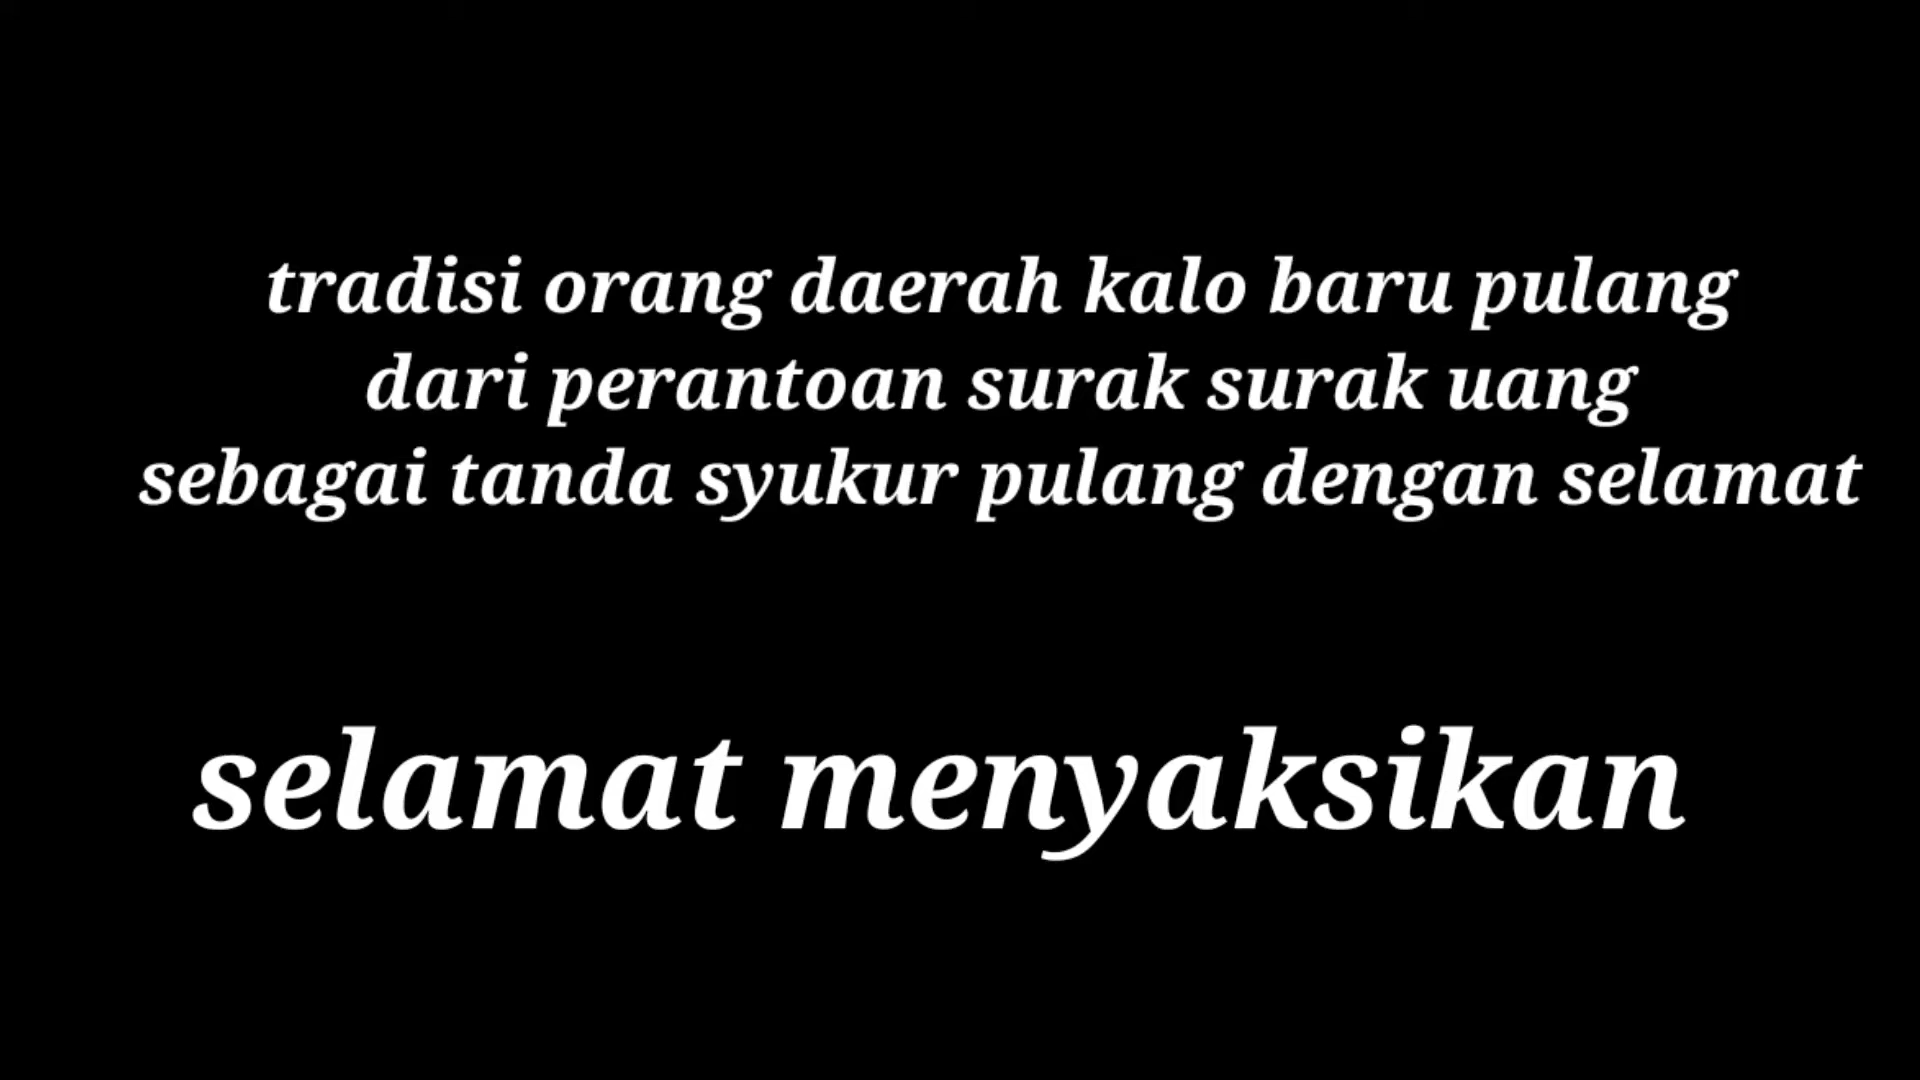 tradisi orang daerah kalo baru pulang
dari perantoan surak surak uang
sebagai tanda syukur pulang dengan selamat
selamat menyaksikan